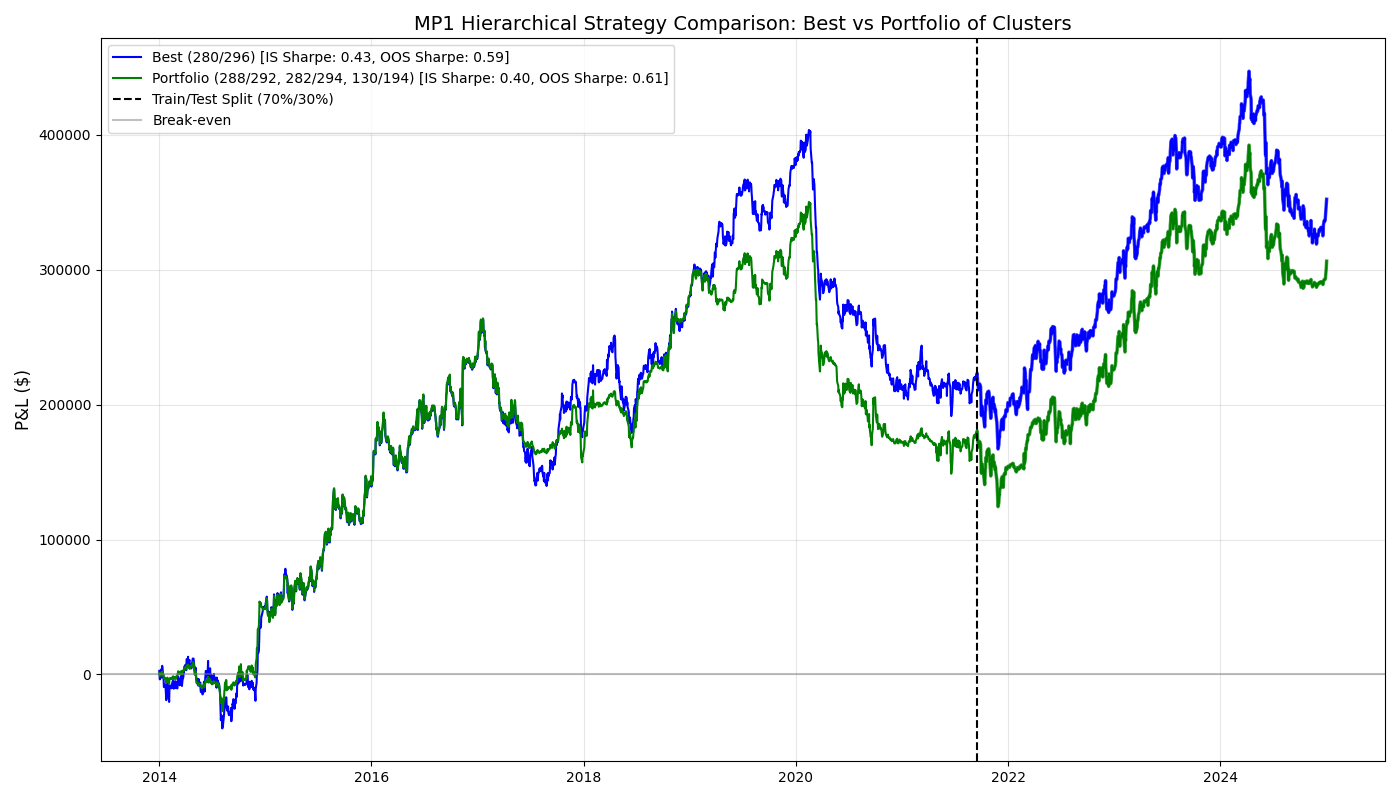 MP1 Hierarchical Strategy Comparison: Best vs Portfolio of Clusters
Best (280/296) [IS Sharpe: 0.43, OOS Sharpe: 0.59]
Portfolio (288/292, 282/294, 130/194) [IS Sharpe: 0.40, OOS Sharpe: 0.61]
Train/Test Split (70%/30%)
Break-even
P&L ($)
400000
300000
200000
100000
0
2014 2016 2018 2020 2022 2024